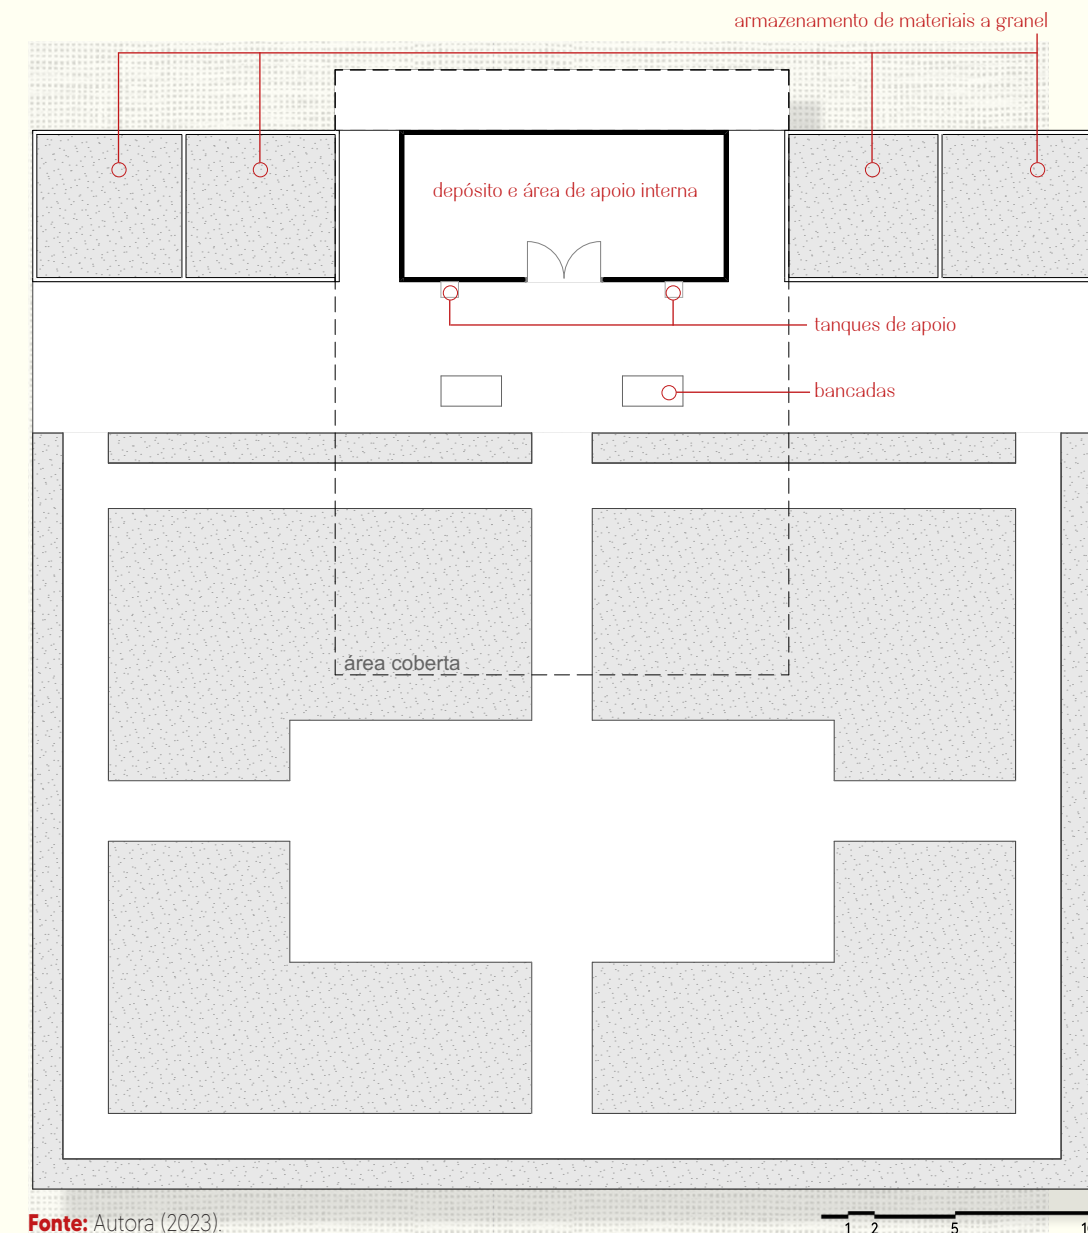 armazenamento de materiais a granel
depósito e área de apoio interna
tanques de apoio
bancadas
área coberta
Fonte: Autora (2023).
1 2 5